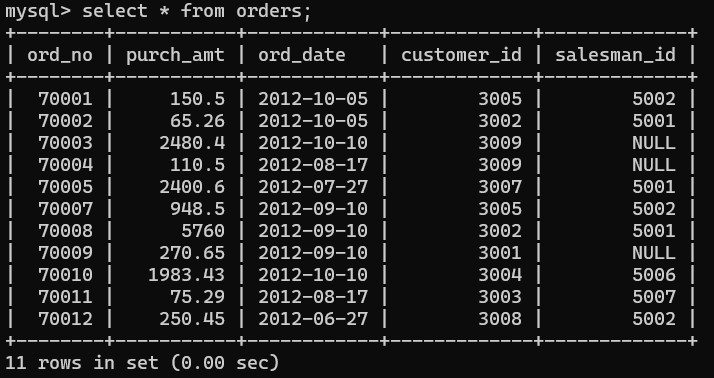 mysql> select * from orders;
+--------+-----------+------------+-------------+-------------+
| ord_no | purch_amt | ord_date   | customer_id | salesman_id |
+--------+-----------+------------+-------------+-------------+
|  70001 |     150.5 | 2012-10-05 |        3005 |        5002 |
|  70002 |     65.26 | 2012-10-05 |        3002 |        5001 |
|  70003 |    2480.4 | 2012-10-10 |        3009 |        NULL |
|  70004 |     110.5 | 2012-08-17 |        3009 |        NULL |
|  70005 |    2400.6 | 2012-07-27 |        3007 |        5001 |
|  70007 |     948.5 | 2012-09-10 |        3005 |        5002 |
|  70008 |      5760 | 2012-09-10 |        3002 |        5001 |
|  70009 |    270.65 | 2012-09-10 |        3001 |        NULL |
|  70010 |   1983.43 | 2012-10-10 |        3004 |        5006 |
|  70011 |     75.29 | 2012-08-17 |        3003 |        5007 |
|  70012 |    250.45 | 2012-06-27 |        3008 |        5002 |
+--------+-----------+------------+-------------+-------------+
11 rows in set (0.00 sec)